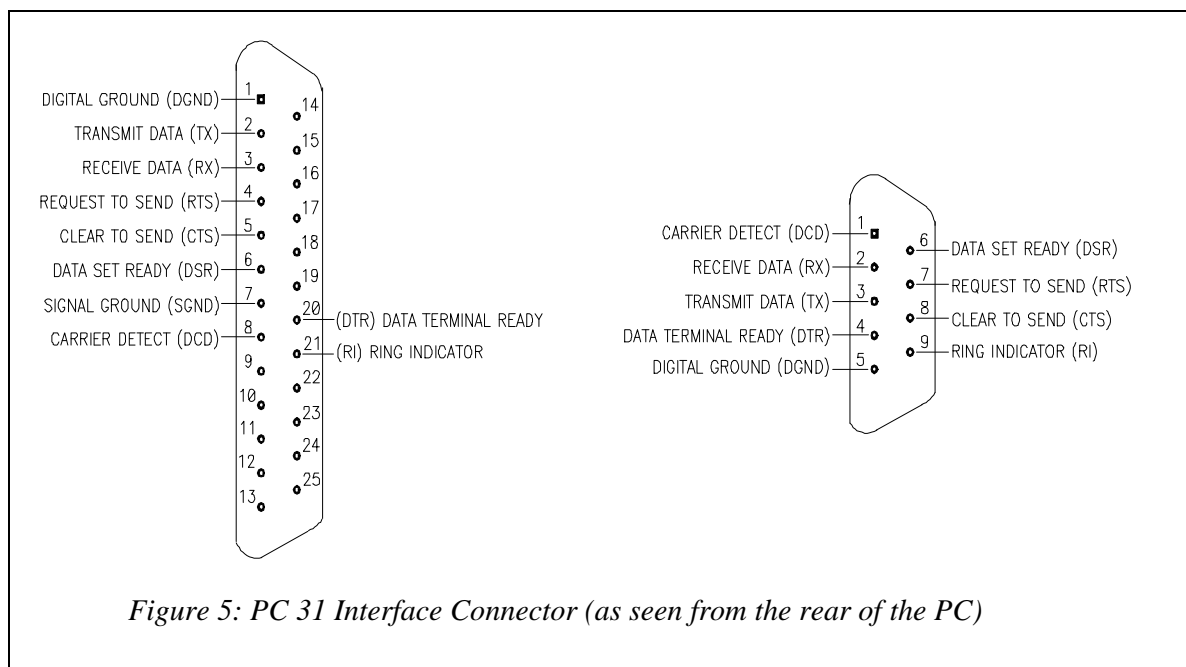 1
DIGITAL GROUND (DGND)
2
TRANSMIT DATA (TX)
3
RECEIVE DATA (RX)
4
REQUEST TO SEND (RTS)
5
CLEAR TO SEND (CTS)
6
DATA SET READY (DSR)
7
SIGNAL GROUND (SGND)
8
CARRIER DETECT (DCD)
9
10
11
12
13
14
15
16
17
18
19
20
(DTR) DATA TERMINAL READY
21
(RI) RING INDICATOR
22
23
24
25
1
CARRIER DETECT (DCD)
2
RECEIVE DATA (RX)
3
TRANSMIT DATA (TX)
4
DATA TERMINAL READY (DTR)
5
DIGITAL GROUND (DGND)
6
DATA SET READY (DSR)
7
REQUEST TO SEND (RTS)
8
CLEAR TO SEND (CTS)
9
RING INDICATOR (RI)
Figure 5: PC 31 Interface Connector (as seen from the rear of the PC)